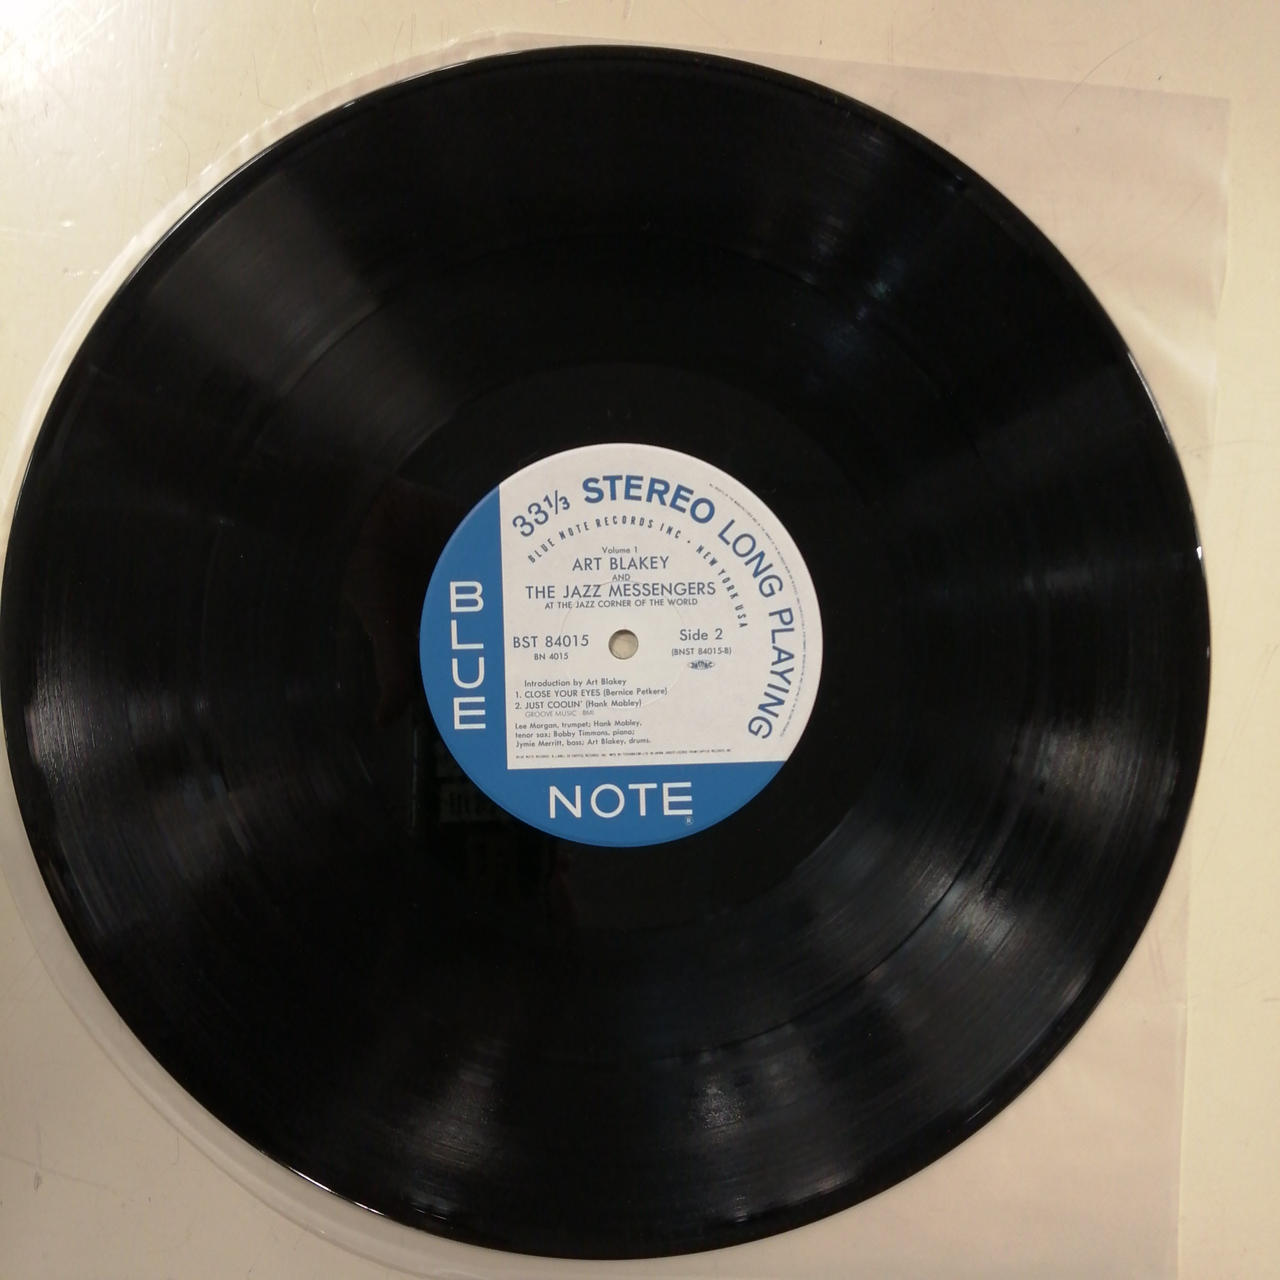 33⅓ STEREO LONG PLAYING
BLUE NOTE RECORDS INC • NEW YORK USA
Volume 1
ART BLAKEY
AND
THE JAZZ MESSENGERS
AT THE JAZZ CORNER OF THE WORLD
BST 84015
BN 4015
Side 2
(BNST 84015-B)
Introduction by Art Blakey
1. CLOSE YOUR EYES (Bernice Petkere)
2. JUST COOLIN' (Hank Mobley)
GROOVE MUSIC BMI
Lee Morgan, trumpet; Hank Mobley,
tenor sax; Bobby Timmons, piano;
Jymie Merritt, bass; Art Blakey, drums.
BLUE
NOTE
®